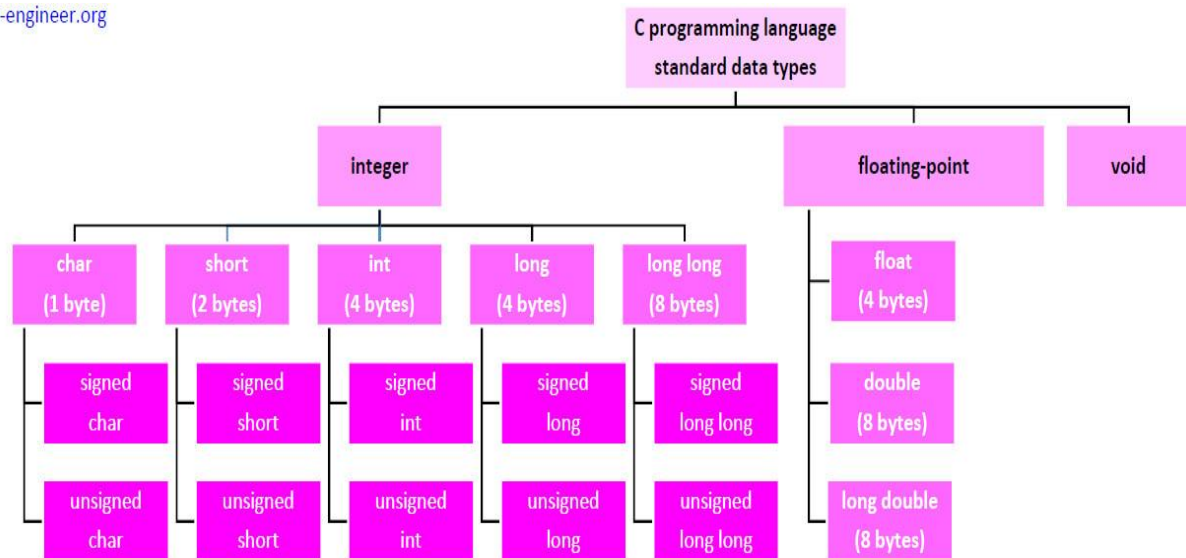 -engineer.org
C programming language
standard data types
integer
floating-point
void
char
(1 byte)
short
(2 bytes)
int
(4 bytes)
long
(4 bytes)
long long
(8 bytes)
float
(4 bytes)
signed
char
signed
short
signed
int
signed
long
signed
long long
double
(8 bytes)
unsigned
char
unsigned
short
unsigned
int
unsigned
long
unsigned
long long
long double
(8 bytes)